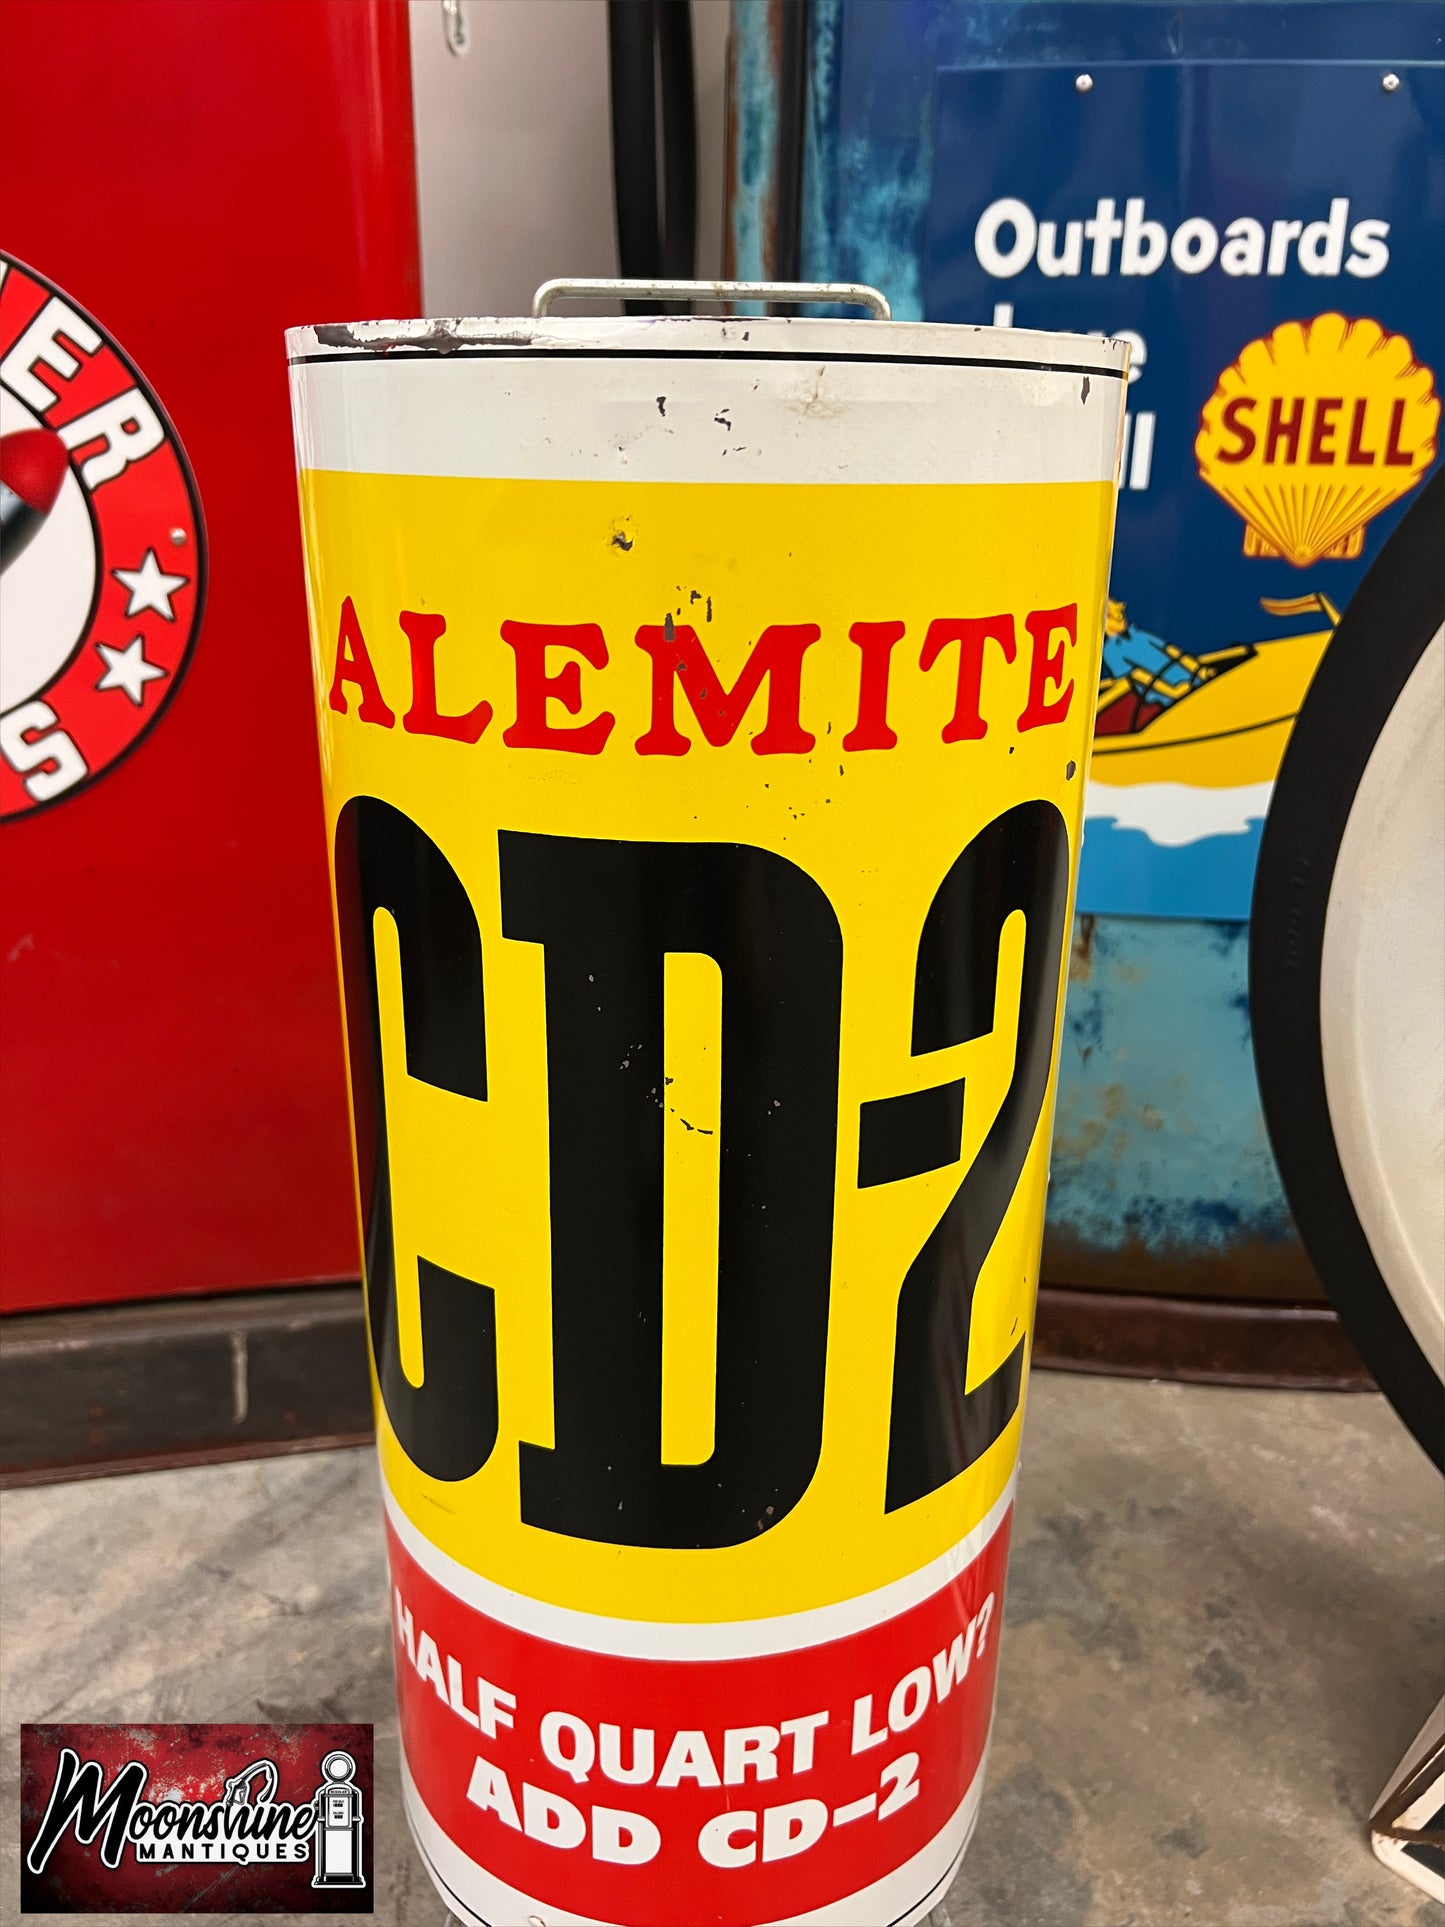 Outboards
SHELL
ALEMITE
CD-2
HALF QUART LOW?
ADD CD-2
Moonshine
MANTIQUES